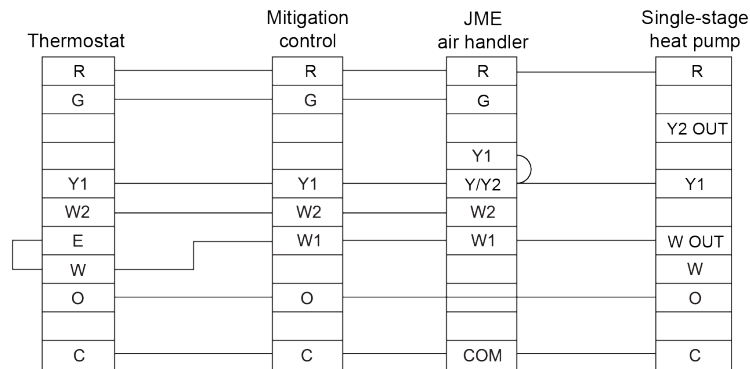 Thermostat
Mitigation
control
JME
air handler
Single-stage
heat pump
R R R R
G G G
Y2 OUT
Y1
Y1 Y1 Y/Y2 Y1
W2 W2 W2
E W1 W1 W OUT
W W
O O O
C C COM C